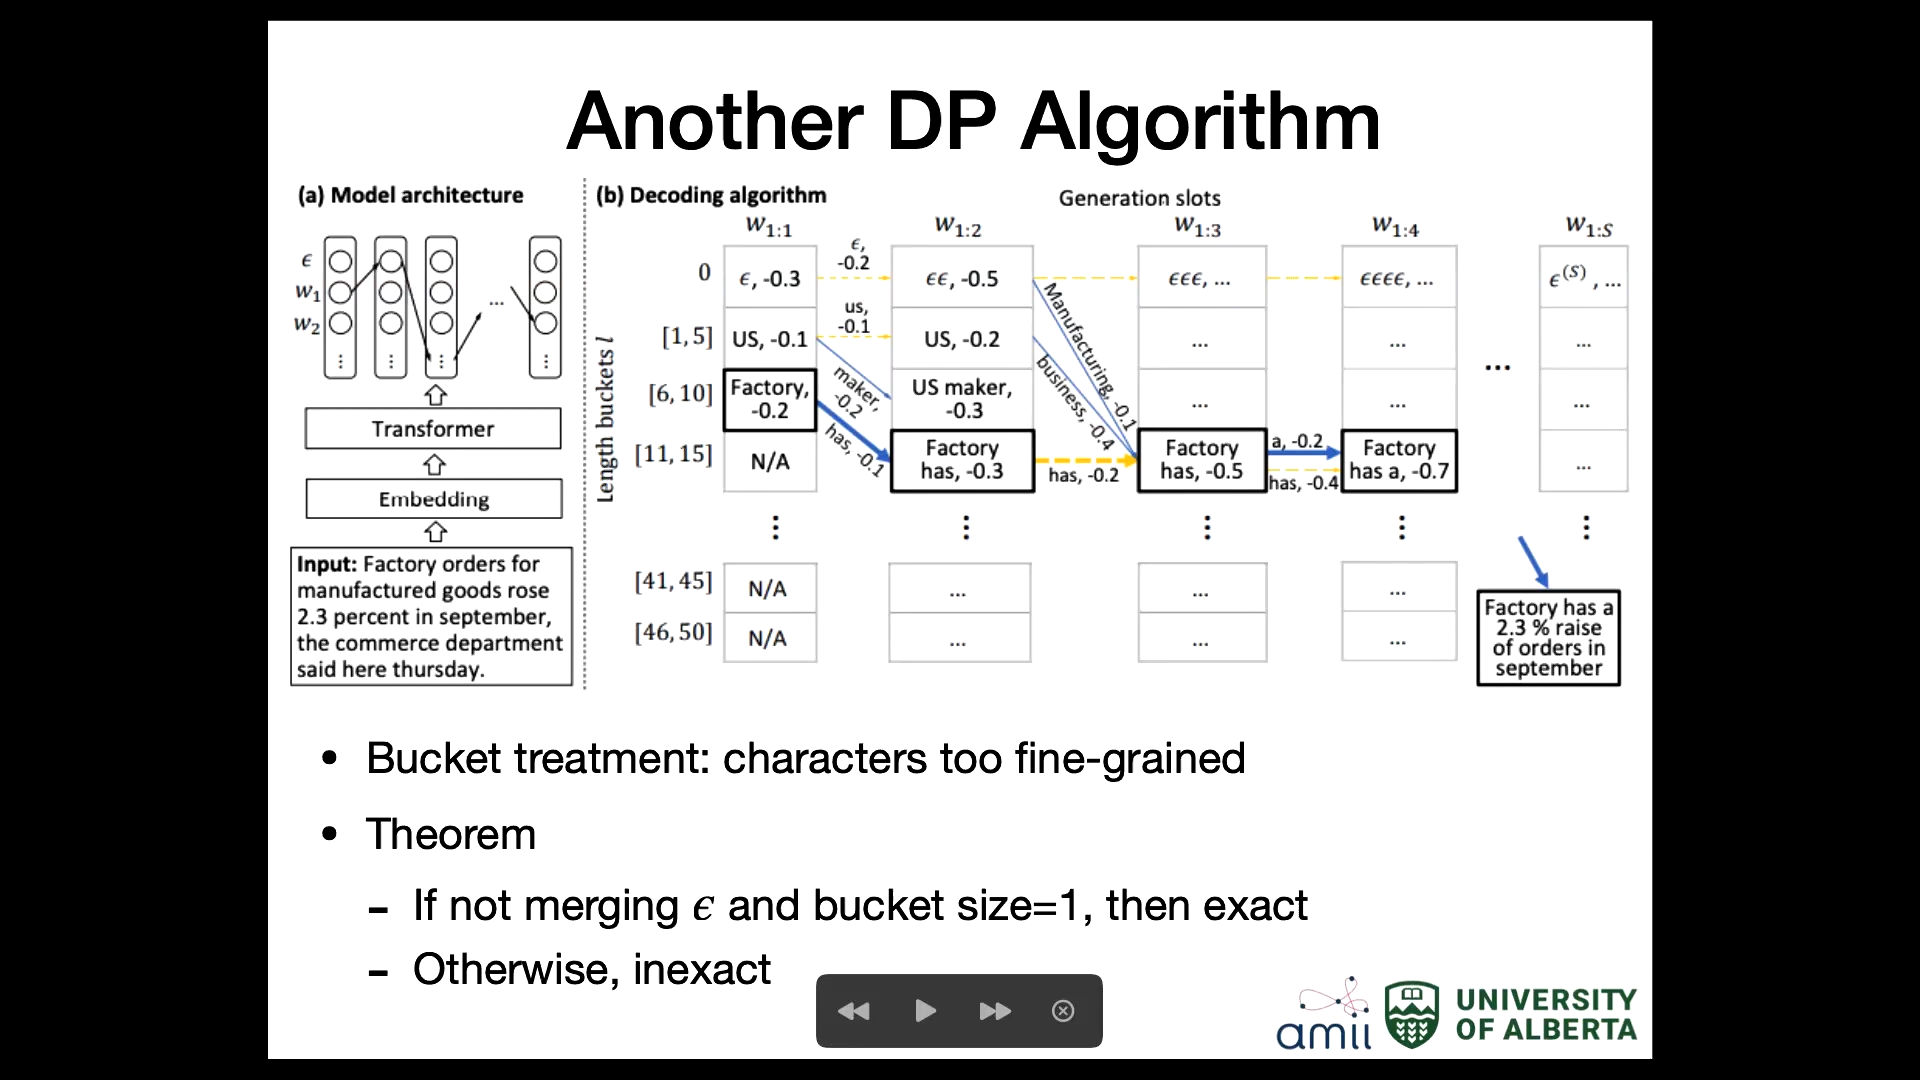 Another DP Algorithm
(a) Model architecture
ϵ
w₁
w₂
⋮ ⋮ ⋮ ... ⋮
Transformer
Embedding
Input: Factory orders for
manufactured goods rose
2.3 percent in september,
the commerce department
said here thursday.
(b) Decoding algorithm
Generation slots
w₁:₁ w₁:₂ w₁:₃ w₁:₄ w₁:S
Length buckets l
0
ϵ, -0.3
ϵ,
-0.2
ϵϵ, -0.5
ϵϵϵ, ...
ϵϵϵϵ, ...
ϵ⁽ˢ⁾, ...
[1, 5]
US, -0.1
us,
-0.1
US, -0.2
...
...
...
...
[6, 10]
Factory,
-0.2
maker,
-0.2
US maker,
-0.3
Manufacturing, -0.1
business, -0.4
...
...
...
[11, 15]
N/A
has, -0.1
Factory
has, -0.3
has, -0.2
Factory
has, -0.5
a, -0.2
has, -0.4
Factory
has a, -0.7
...
⋮ ⋮ ⋮ ⋮ ⋮
[41, 45] N/A ... ... ...
[46, 50] N/A ... ... ...
Factory has a
2.3 % raise
of orders in
september
• Bucket treatment: characters too fine-grained
• Theorem
- If not merging ϵ and bucket size=1, then exact
- Otherwise, inexact
amii
UNIVERSITY
OF ALBERTA